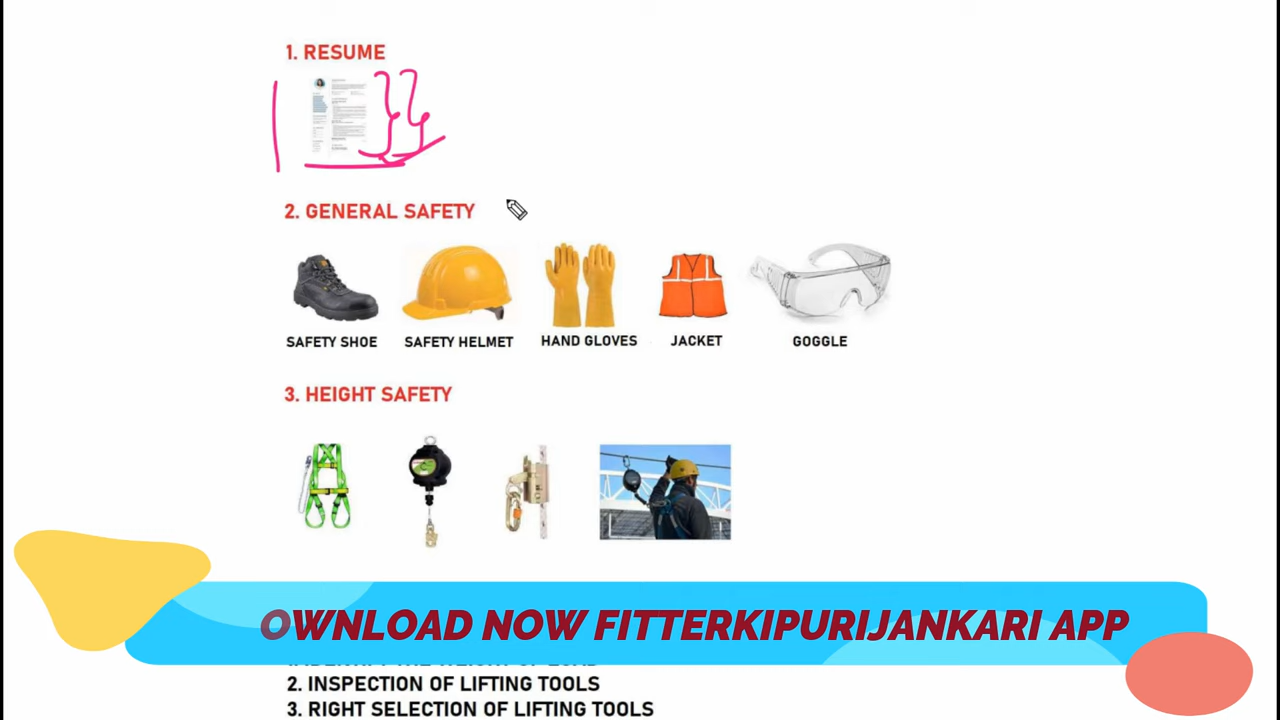 1. RESUME
2. GENERAL SAFETY
SAFETY SHOE SAFETY HELMET HAND GLOVES JACKET GOGGLE
3. HEIGHT SAFETY
OWNLOAD NOW FITTERKIPURIJANKARI APP
2. INSPECTION OF LIFTING TOOLS
3. RIGHT SELECTION OF LIFTING TOOLS